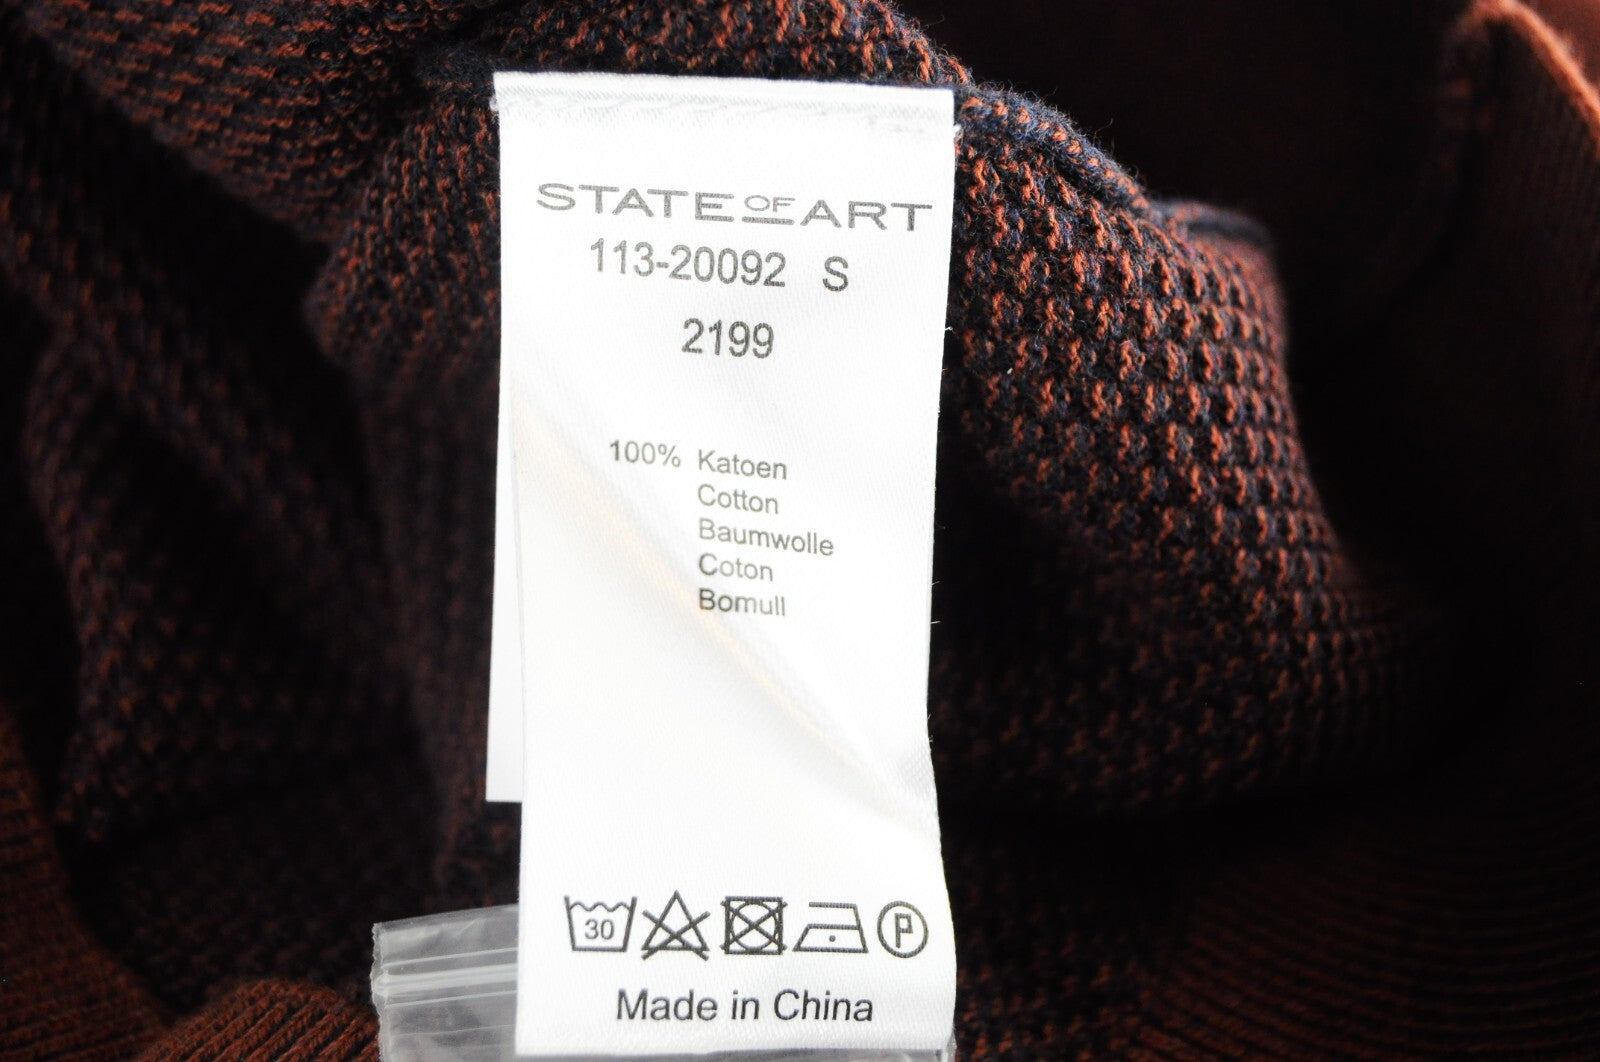 STATE OF ART
113-20092 S
2199
100% Katoen
Cotton
Baumwolle
Coton
Bomull
30 P
Made in China